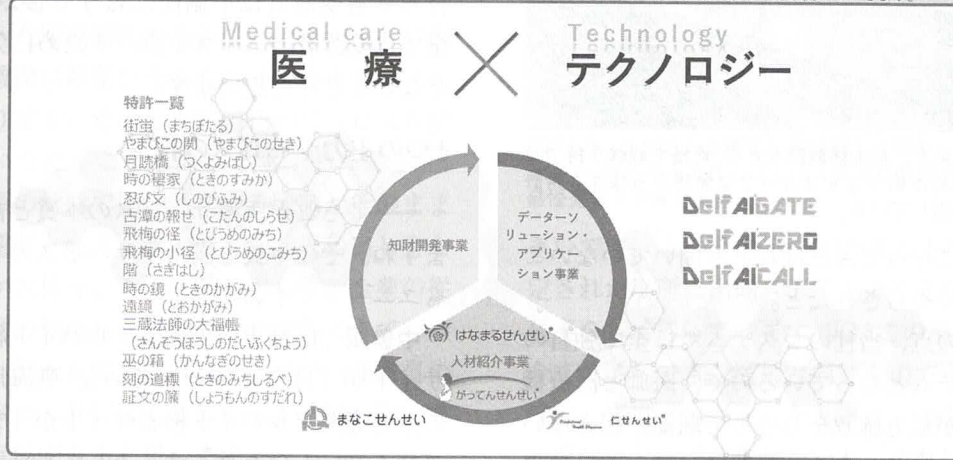 Medical care
医 療
Technology
テクノロジー
特許一覧
街蛍（まちぼたる）
やまびこの関（やまびこのせき）
月読橋（つくよみばし）
時の棲家（ときのすみか）
忍び文（しのびふみ）
古潭の報せ（こたんのしらせ）
飛梅の径（とびうめのみち）
飛梅の小径（とびうめのこみち）
階（きざはし）
時の鏡（ときのかがみ）
遠鏡（とおかがみ）
三蔵法師の大福帳
（さんぞうほうしのだいふくちょう）
巫の籍（かんなぎのせき）
刻の道標（ときのみちしるべ）
証文の簾（しょうもんのすだれ）
知財開発事業
データーソ
リューション・
アプリケー
ション事業
はなまるせんせい®
人材紹介事業
がってんせんせい
まなこせんせい
仁せんせい®
Delf AIGATE
Delf AIZERO
Delf AICALL